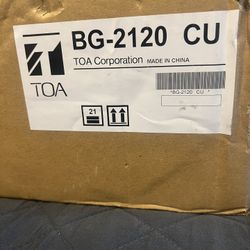 BG-2120 CU
TOA Corporation MADE IN CHINA
TOA
21
*BG-2120 CU *